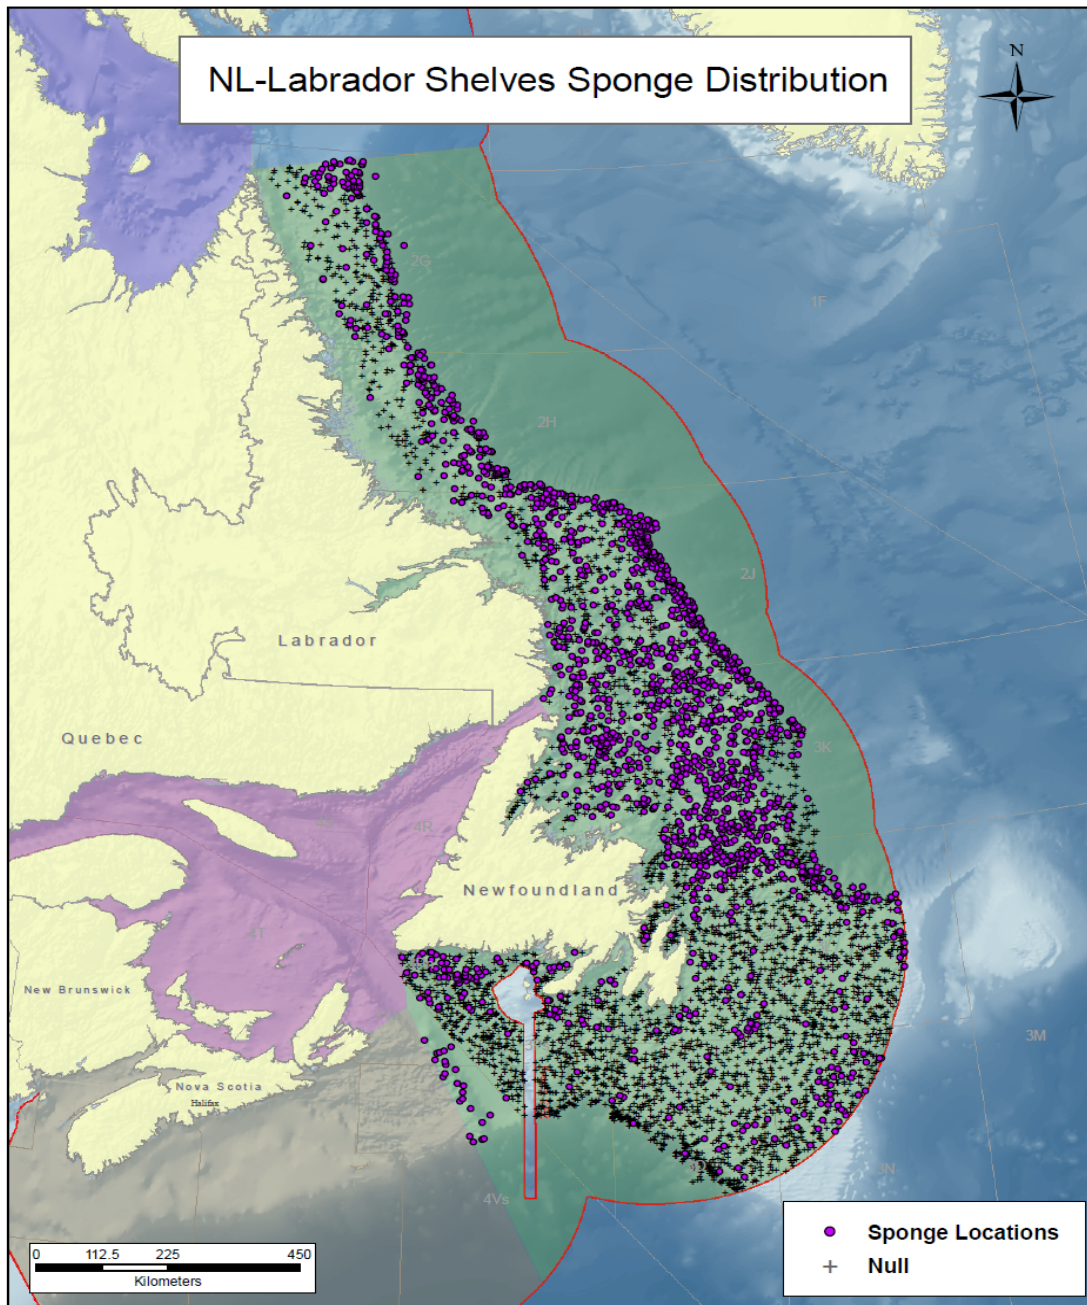 NL-Labrador Shelves Sponge Distribution
N
2G
1F
2H
2J
Labrador
Quebec
3K
4R
Newfoundland
4T
New Brunswick
3M
Nova Scotia
Halifax
3N
4Vs
0 112.5 225 450
Kilometers
Sponge Locations
Null